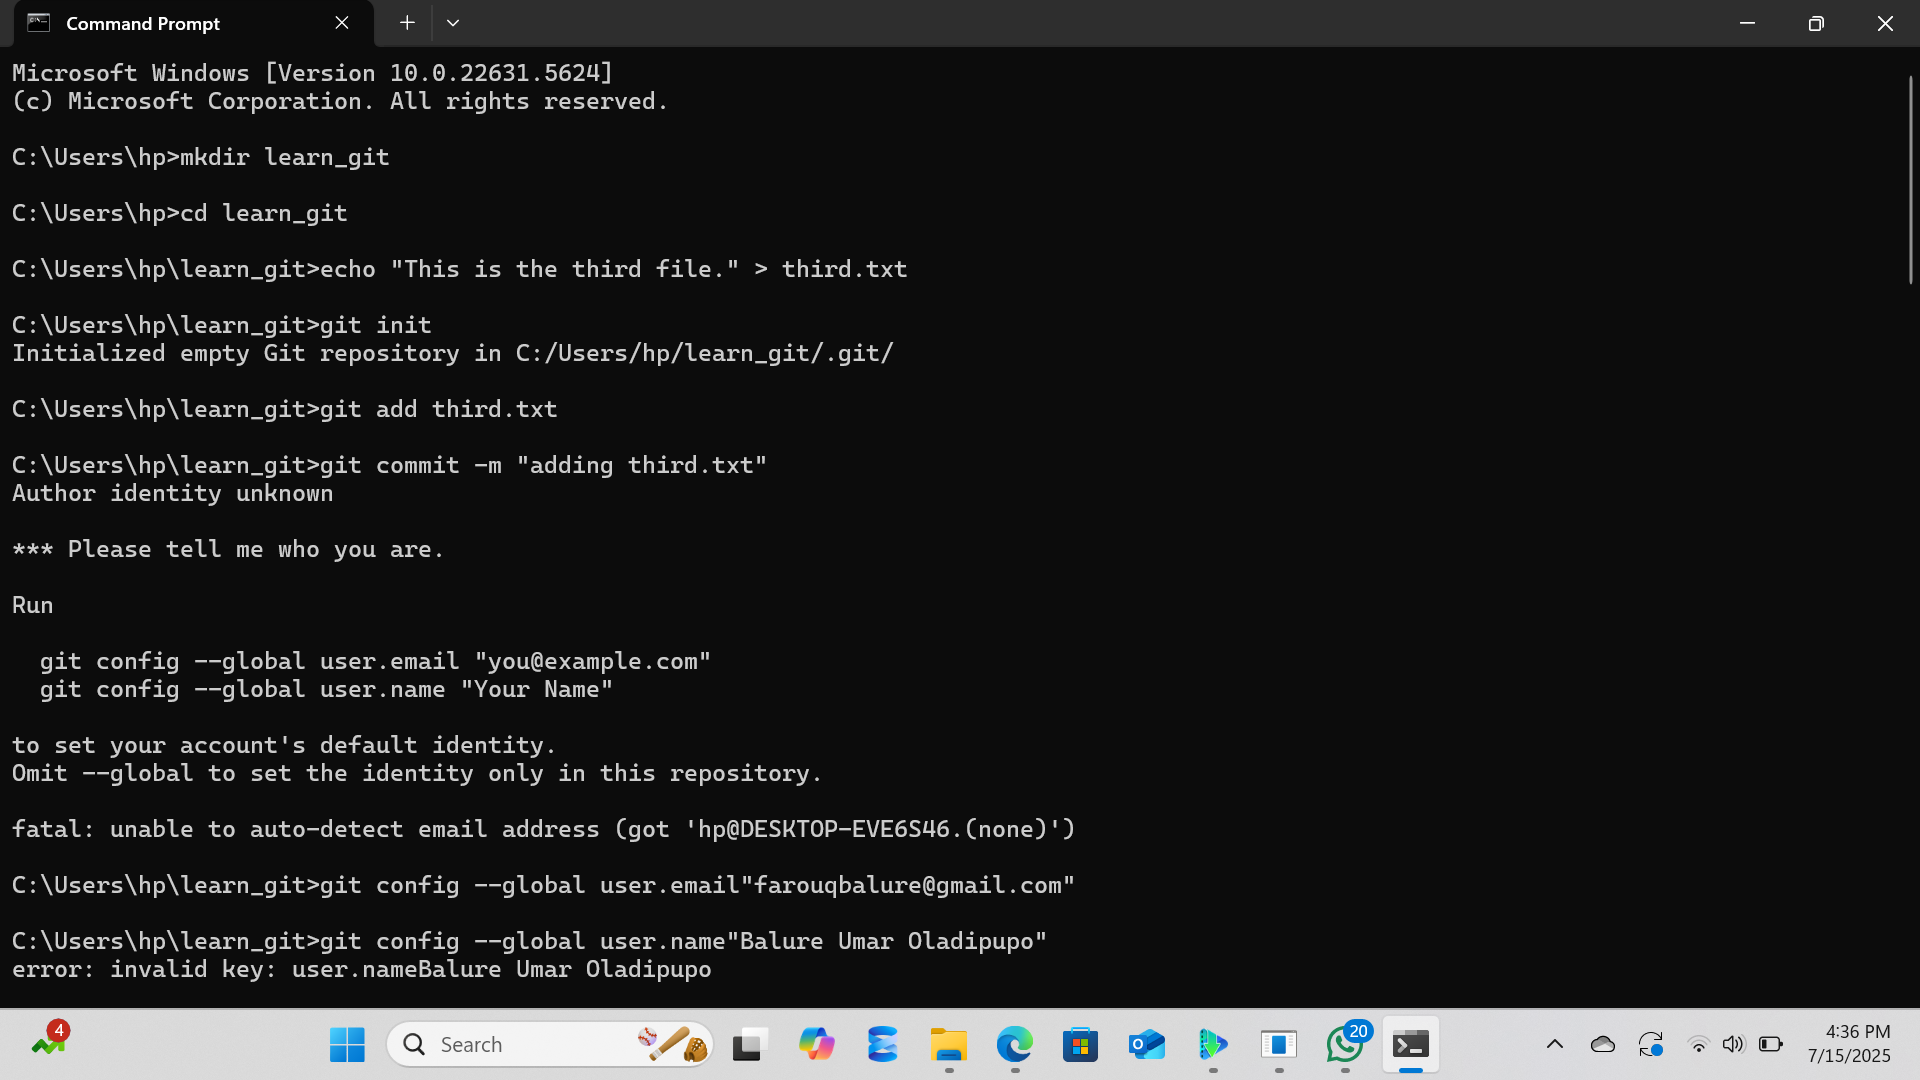 Command Prompt
Microsoft Windows [Version 10.0.22631.5624]
(c) Microsoft Corporation. All rights reserved.
C:\Users\hp>mkdir learn_git
C:\Users\hp>cd learn_git
C:\Users\hp\learn_git>echo "This is the third file." > third.txt
C:\Users\hp\learn_git>git init
Initialized empty Git repository in C:/Users/hp/learn_git/.git/
C:\Users\hp\learn_git>git add third.txt
C:\Users\hp\learn_git>git commit -m "adding third.txt"
Author identity unknown
*** Please tell me who you are.
Run
  git config --global user.email "you@example.com"
  git config --global user.name "Your Name"
to set your account's default identity.
Omit --global to set the identity only in this repository.
fatal: unable to auto-detect email address (got 'hp@DESKTOP-EVE6S46.(none)')
C:\Users\hp\learn_git>git config --global user.email"farouqbalure@gmail.com"
C:\Users\hp\learn_git>git config --global user.name"Balure Umar Oladipupo"
error: invalid key: user.nameBalure Umar Oladipupo
4
Search
20
4:36 PM
7/15/2025